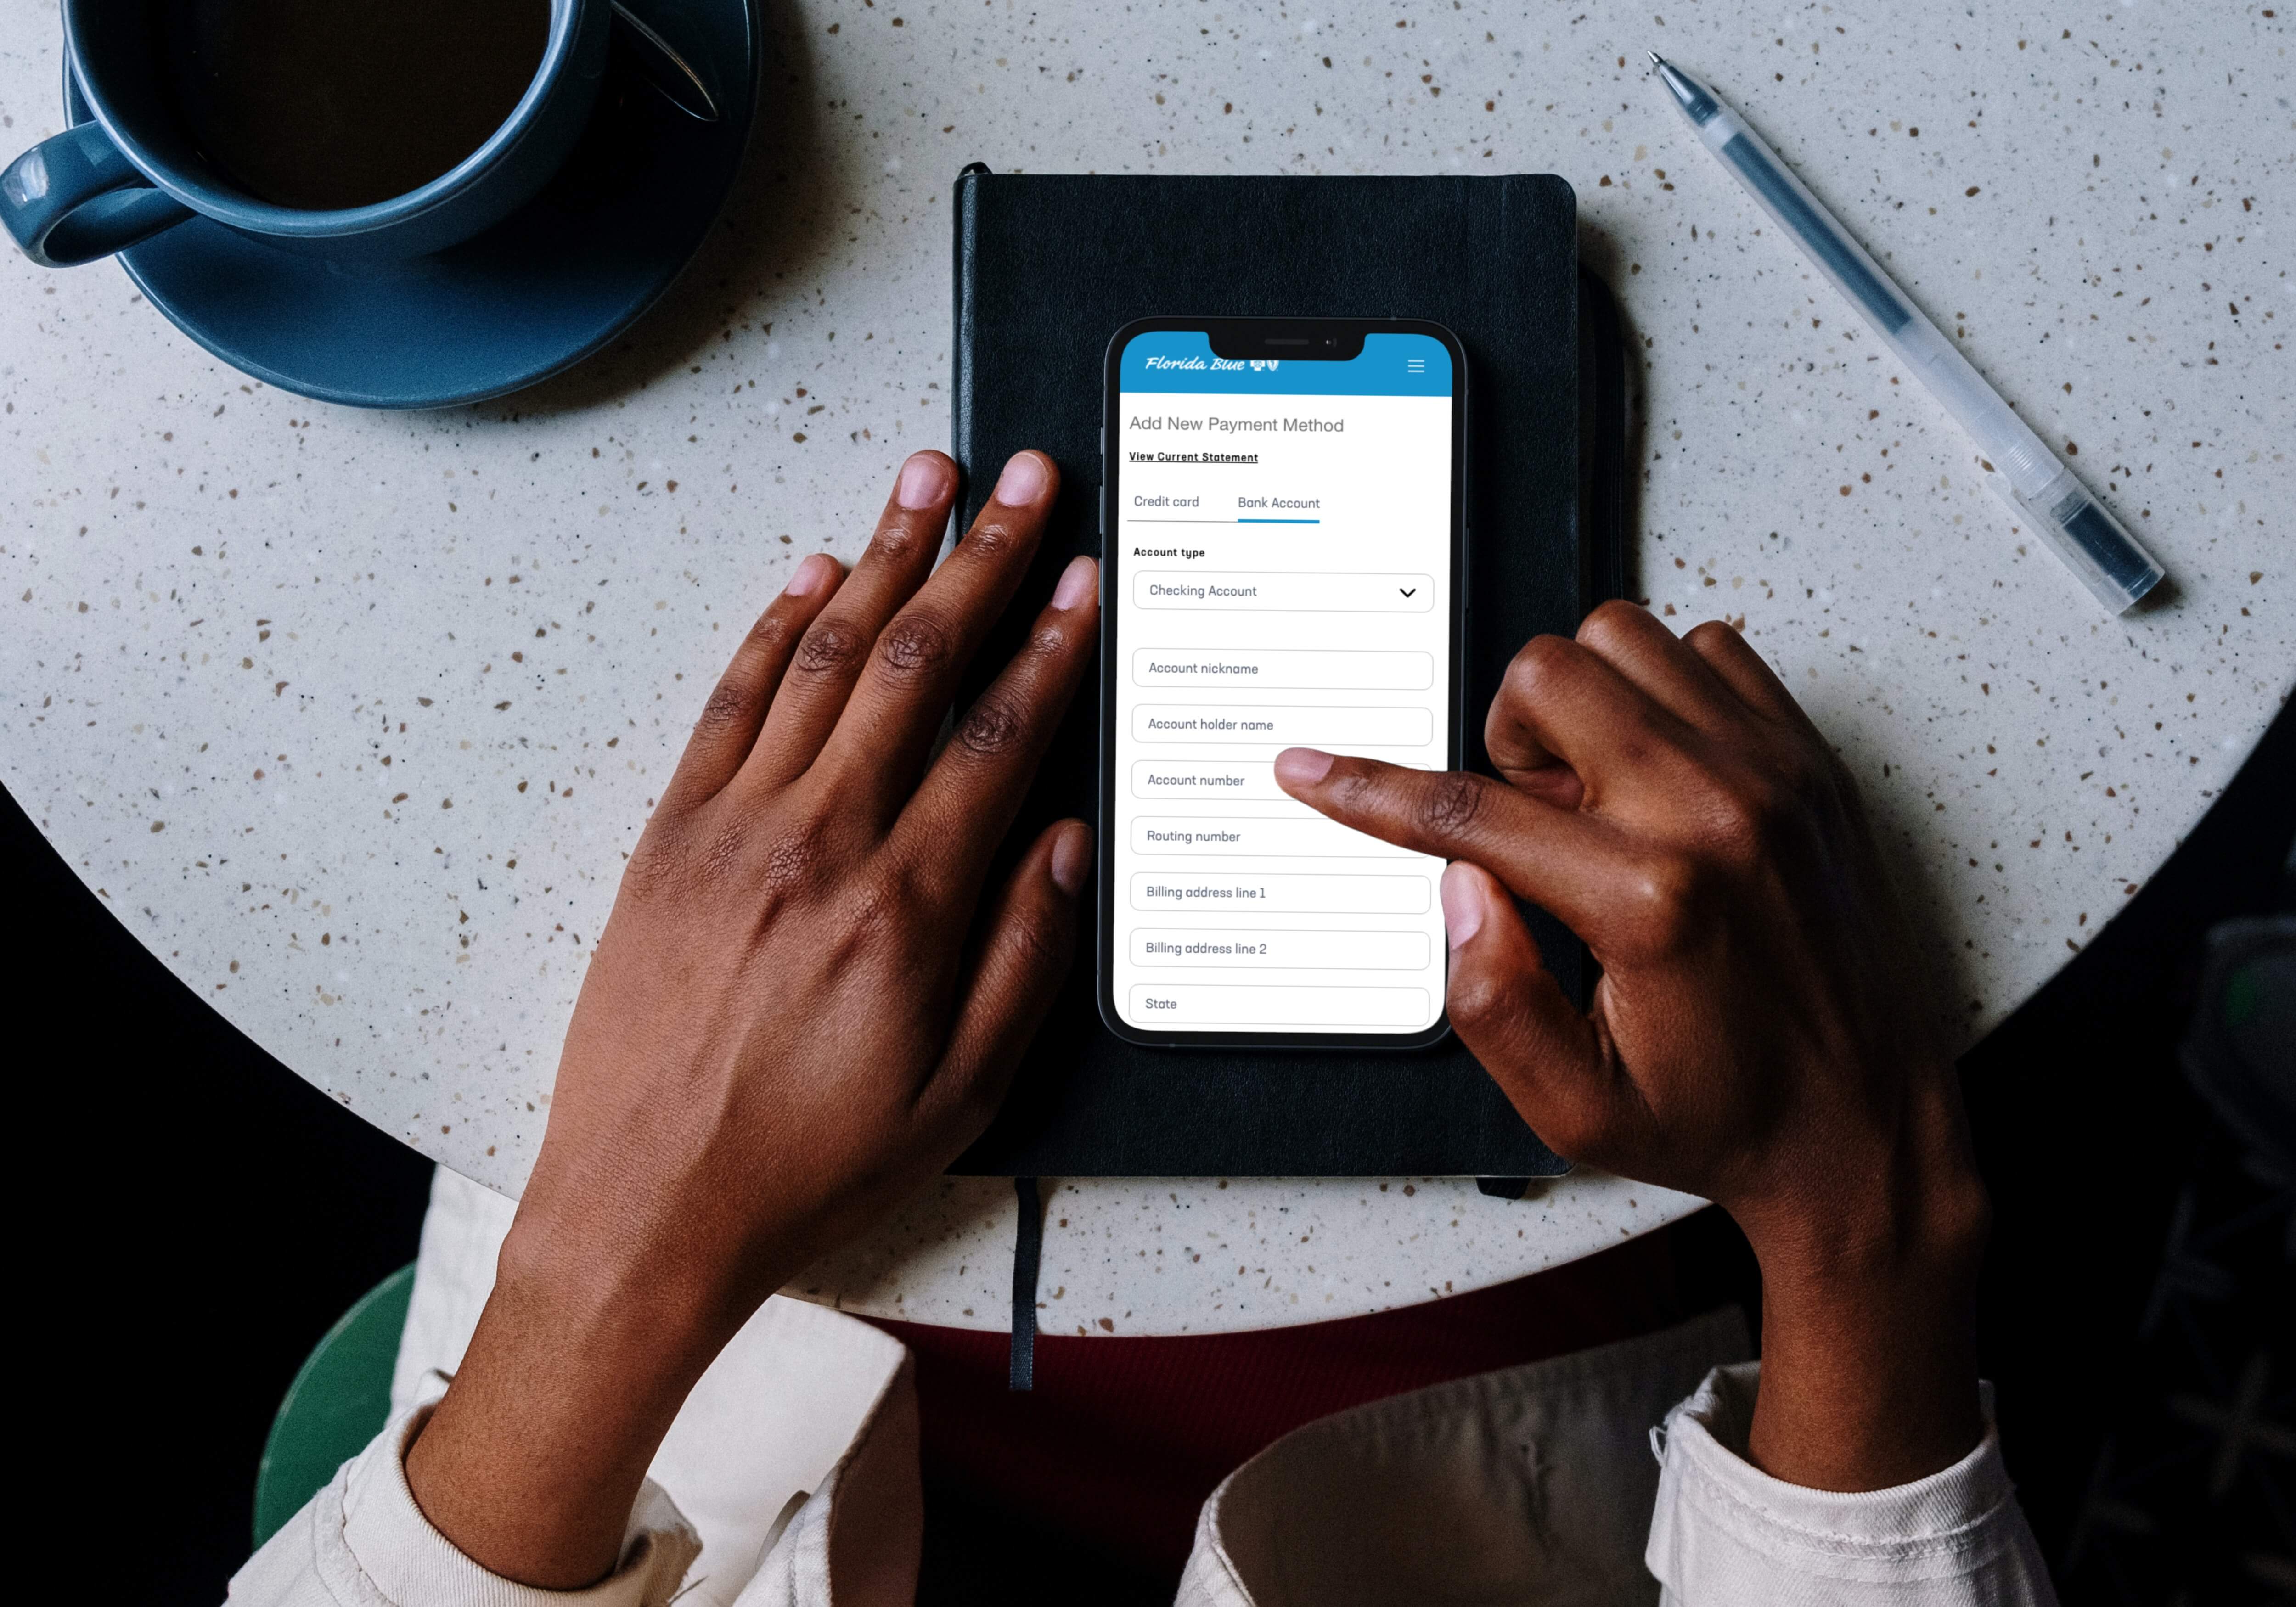 Florida Blue
Add New Payment Method
View Current Statement
Credit card Bank Account
Account type
Checking Account
Account nickname
Account holder name
Account number
Routing number
Billing address line 1
Billing address line 2
State